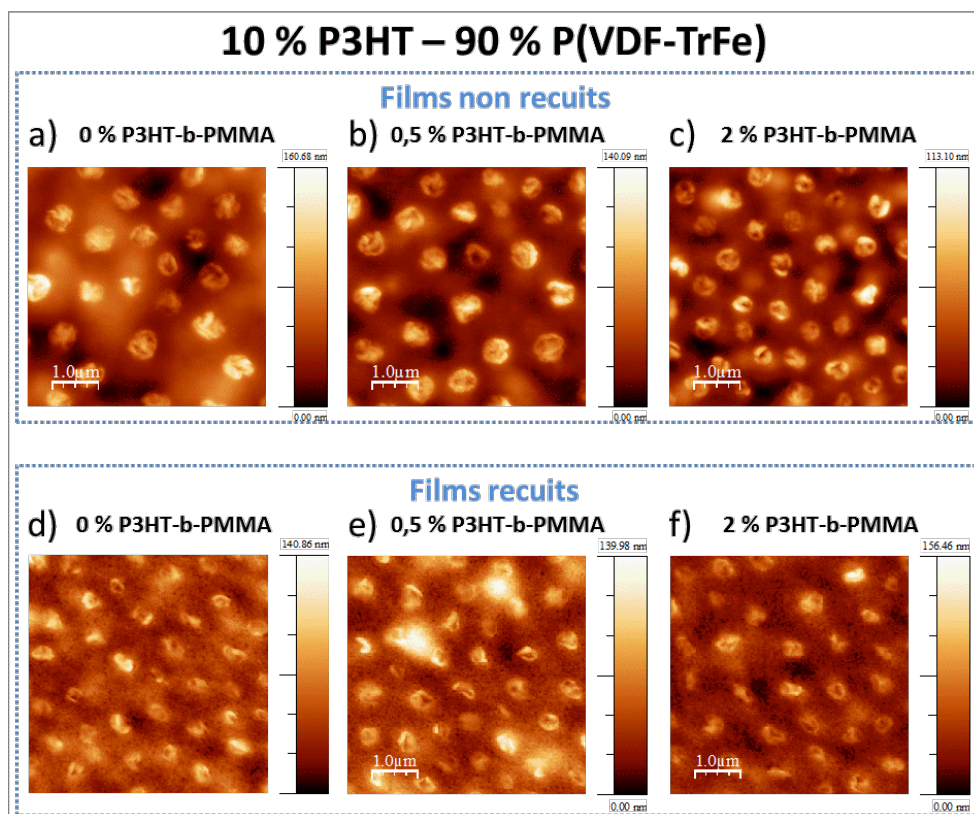 10 % P3HT – 90 % P(VDF-TrFe)
Films non recuits
a) 0 % P3HT-b-PMMA
b) 0,5 % P3HT-b-PMMA
c) 2 % P3HT-b-PMMA
160.68 nm
140.09 nm
113.10 nm
1.0µm
1.0µm
1.0µm
0.00 nm
0.00 nm
0.00 nm
Films recuits
d) 0 % P3HT-b-PMMA
e) 0,5 % P3HT-b-PMMA
f) 2 % P3HT-b-PMMA
140.86 nm
139.98 nm
156.46 nm
1.0µm
1.0µm
1.0µm
0.00 nm
0.00 nm